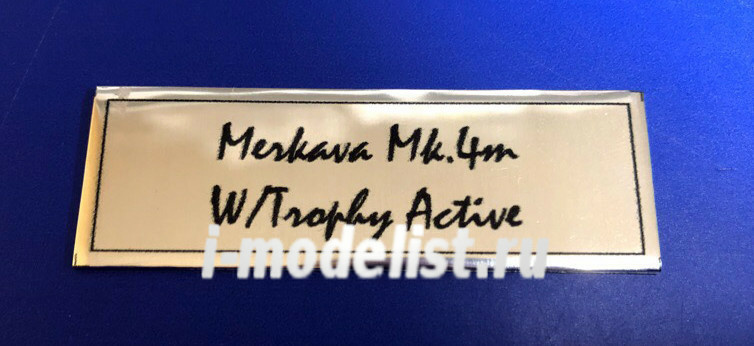 Merkava Mk.4m
W/Trophy Active
i-modelist.ru